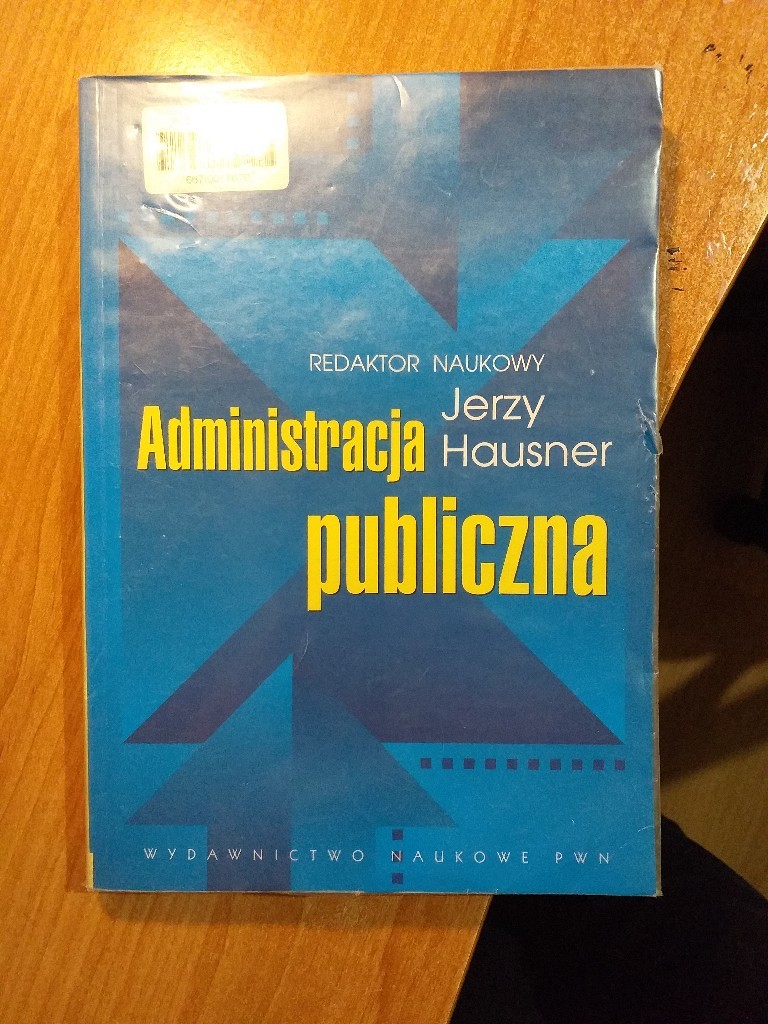 REDAKTOR NAUKOWY
Jerzy
Hausner
Administracja
publiczna
WYDAWNICTWO NAUKOWE PWN